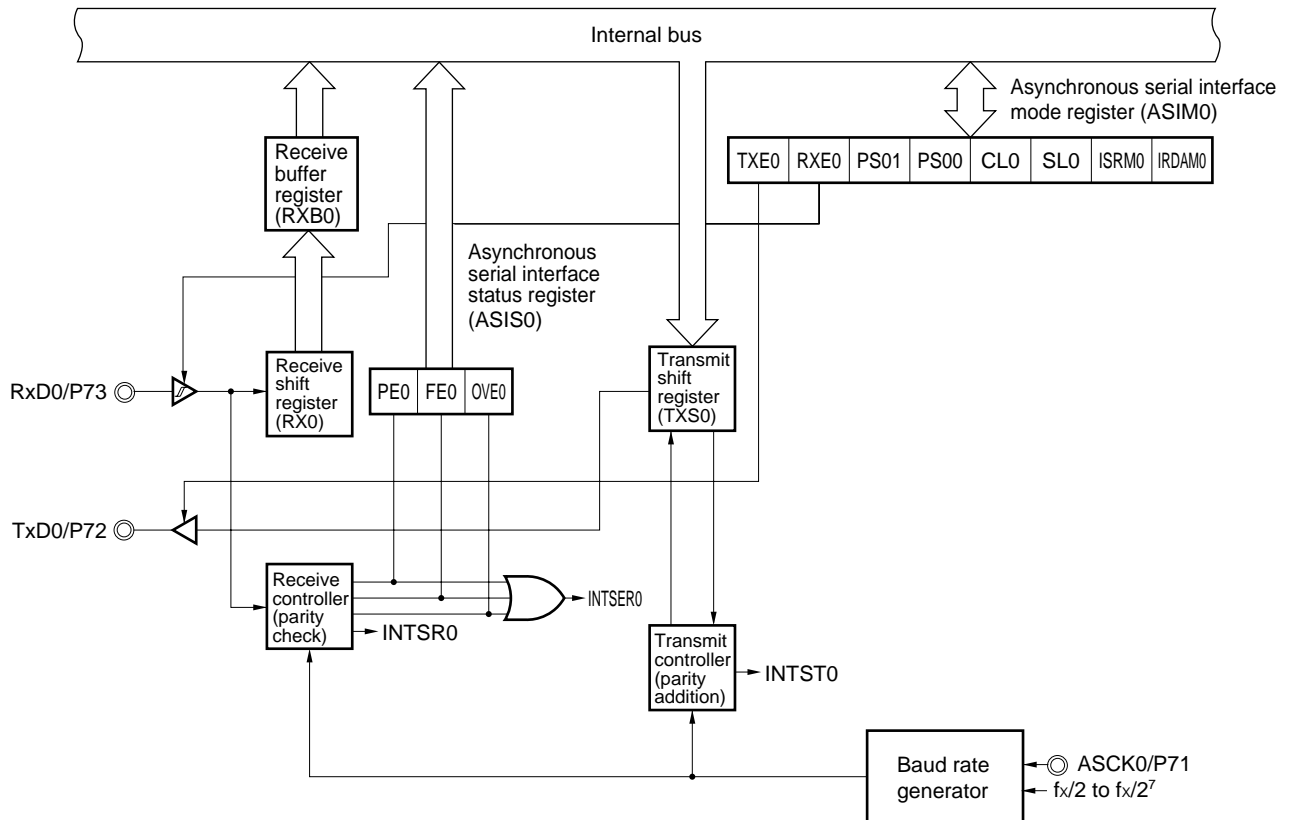 Internal bus
Asynchronous serial interface
mode register (ASIM0)
Receive
buffer
register
(RXB0)
TXE0 RXE0 PS01 PS00 CL0 SL0 ISRM0 IRDAM0
Asynchronous
serial interface
status register
(ASIS0)
RxD0/P73
Receive
shift
register
(RX0)
PE0 FE0 OVE0
Transmit
shift
register
(TXS0)
TxD0/P72
Receive
controller
(parity
check)
INTSER0
INTSR0
Transmit
controller
(parity
addition)
INTST0
Baud rate
generator
ASCK0/P71
fx/2 to fx/2⁷